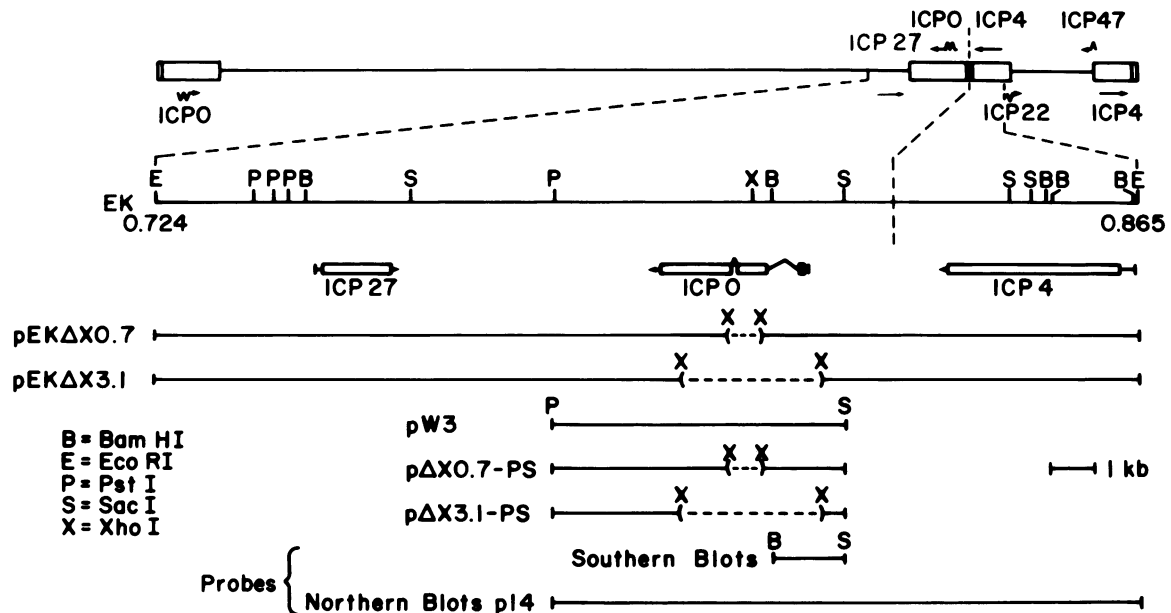 ICP0 ICP4 ICP47
ICP 27
ICP0 ICP22 ICP4
E P P P B S P X B S S S B B B E
EK
0.724 0.865
ICP 27 ICP 0 ICP 4
X X
pEKΔX0.7
X X
pEKΔX3.1
P S
pW3
X X
pΔX0.7-PS
X X
pΔX3.1-PS
1 kb
B = Bam HI
E = Eco RI
P = Pst I
S = Sac I
X = Xho I
B S
Southern Blots
Probes {
Northern Blots p14